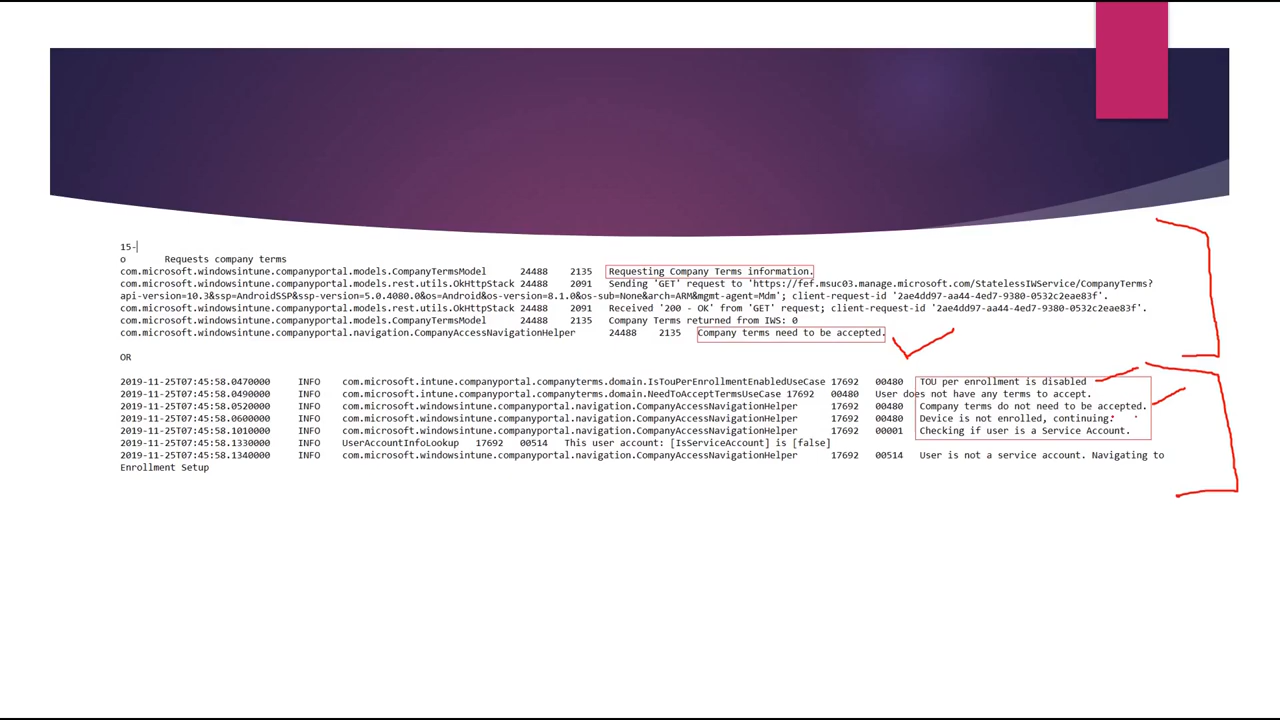 15-
o Requests company terms
com.microsoft.windowsintune.companyportal.models.CompanyTermsModel 24488 2135 Requesting Company Terms information.
com.microsoft.windowsintune.companyportal.models.rest.utils.OkHttpStack 24488 2091 Sending 'GET' request to 'https://fef.msuc03.manage.microsoft.com/StatelessIWService/CompanyTerms?
api-version=10.3&ssp=AndroidSSP&ssp-version=5.0.4080.0&os=Android&os-version=8.1.0&os-sub=None&arch=ARM&mgmt-agent=Mdm'; client-request-id '2ae4dd97-aa44-4ed7-9380-0532c2eae83f'.
com.microsoft.windowsintune.companyportal.models.rest.utils.OkHttpStack 24488 2091 Received '200 - OK' from 'GET' request; client-request-id '2ae4dd97-aa44-4ed7-9380-0532c2eae83f'.
com.microsoft.windowsintune.companyportal.models.CompanyTermsModel 24488 2135 Company Terms returned from IWS: 0
com.microsoft.windowsintune.companyportal.navigation.CompanyAccessNavigationHelper 24488 2135 Company terms need to be accepted.
OR
2019-11-25T07:45:58.0470000 INFO com.microsoft.intune.companyportal.companyterms.domain.IsTouPerEnrollmentEnabledUseCase 17692 00480 TOU per enrollment is disabled
2019-11-25T07:45:58.0490000 INFO com.microsoft.intune.companyportal.companyterms.domain.NeedToAcceptTermsUseCase 17692 00480 User does not have any terms to accept.
2019-11-25T07:45:58.0520000 INFO com.microsoft.windowsintune.companyportal.navigation.CompanyAccessNavigationHelper 17692 00480 Company terms do not need to be accepted.
2019-11-25T07:45:58.0600000 INFO com.microsoft.windowsintune.companyportal.navigation.CompanyAccessNavigationHelper 17692 00480 Device is not enrolled, continuing.
2019-11-25T07:45:58.1010000 INFO com.microsoft.windowsintune.companyportal.navigation.CompanyAccessNavigationHelper 17692 00001 Checking if user is a Service Account.
2019-11-25T07:45:58.1330000 INFO UserAccountInfoLookup 17692 00514 This user account: [IsServiceAccount] is [false]
2019-11-25T07:45:58.1340000 INFO com.microsoft.windowsintune.companyportal.navigation.CompanyAccessNavigationHelper 17692 00514 User is not a service account. Navigating to
Enrollment Setup